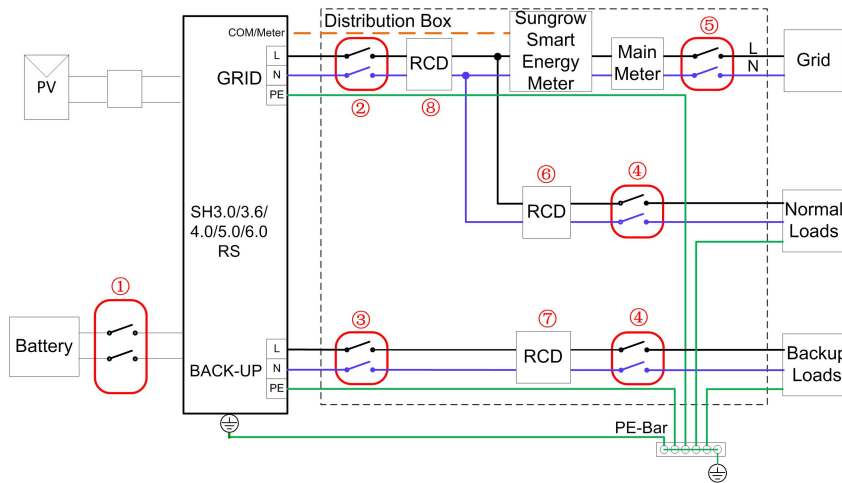 Distribution Box
COM/Meter
L
N
PE
GRID
②
RCD
⑧
Sungrow
Smart
Energy
Meter
Main
Meter
⑤
L
N
Grid
PV
⑥
RCD
④
Normal
Loads
SH3.0/3.6/
4.0/5.0/6.0
RS
①
Battery
L
N
PE
BACK-UP
③
⑦
RCD
④
Backup
Loads
PE-Bar